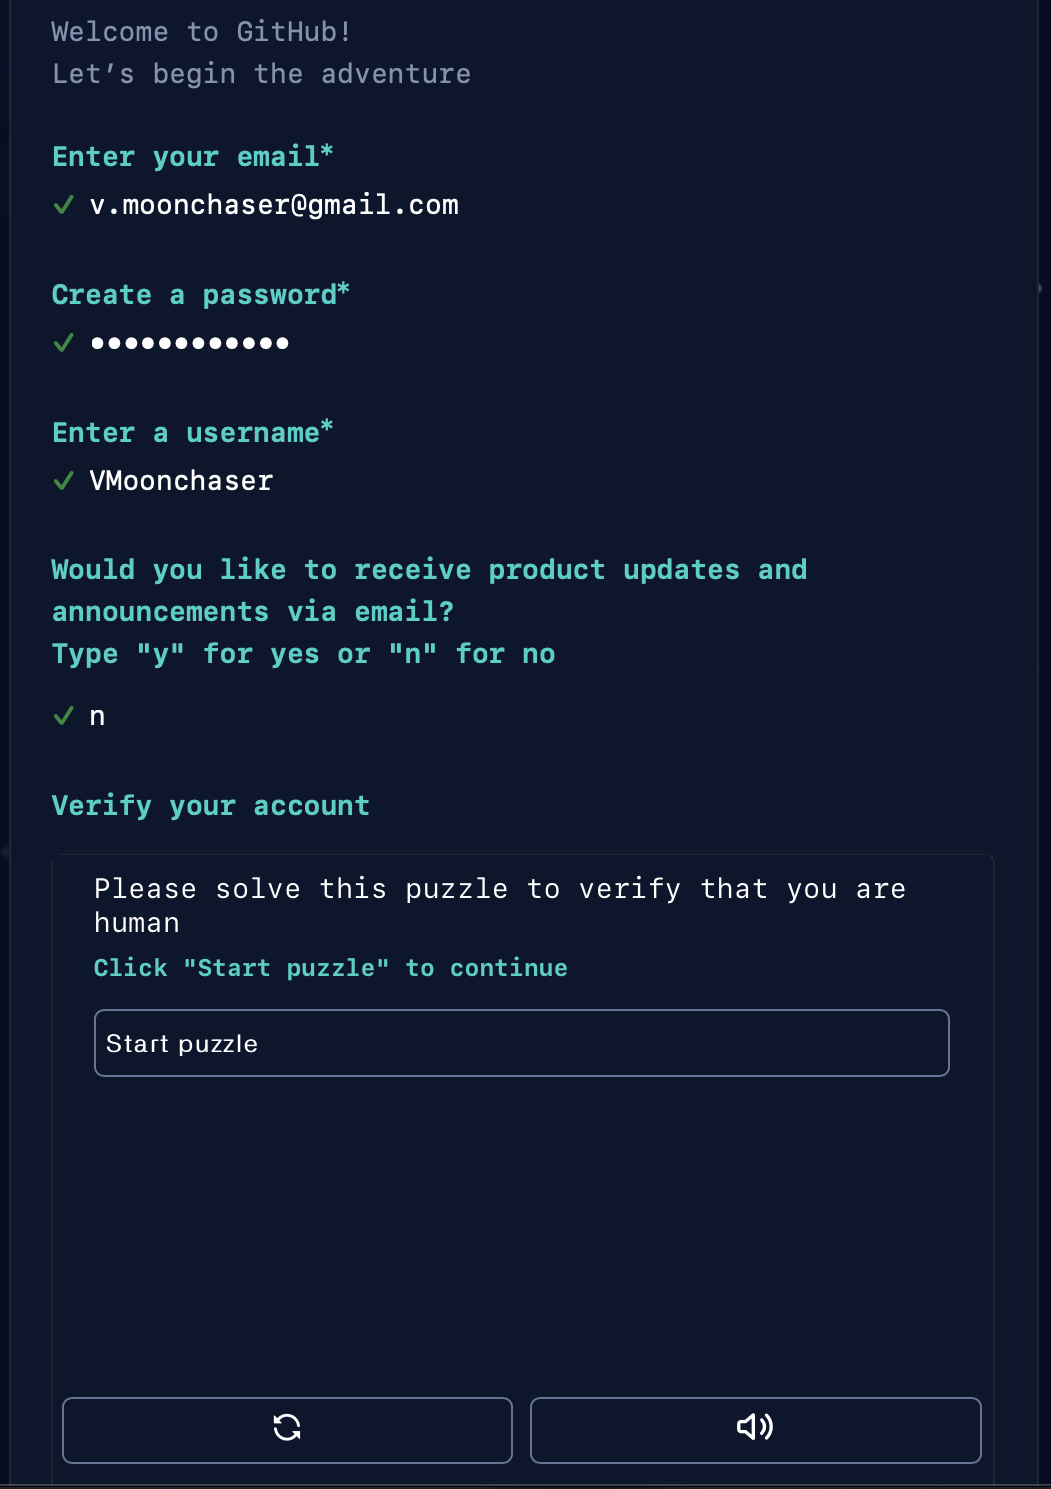 Welcome to GitHub!
Let’s begin the adventure
Enter your email*
✓ v.moonchaser@gmail.com
Create a password*
✓ ••••••••••••
Enter a username*
✓ VMoonchaser
Would you like to receive product updates and
announcements via email?
Type "y" for yes or "n" for no
✓ n
Verify your account
Please solve this puzzle to verify that you are
human
Click "Start puzzle" to continue
Start puzzle